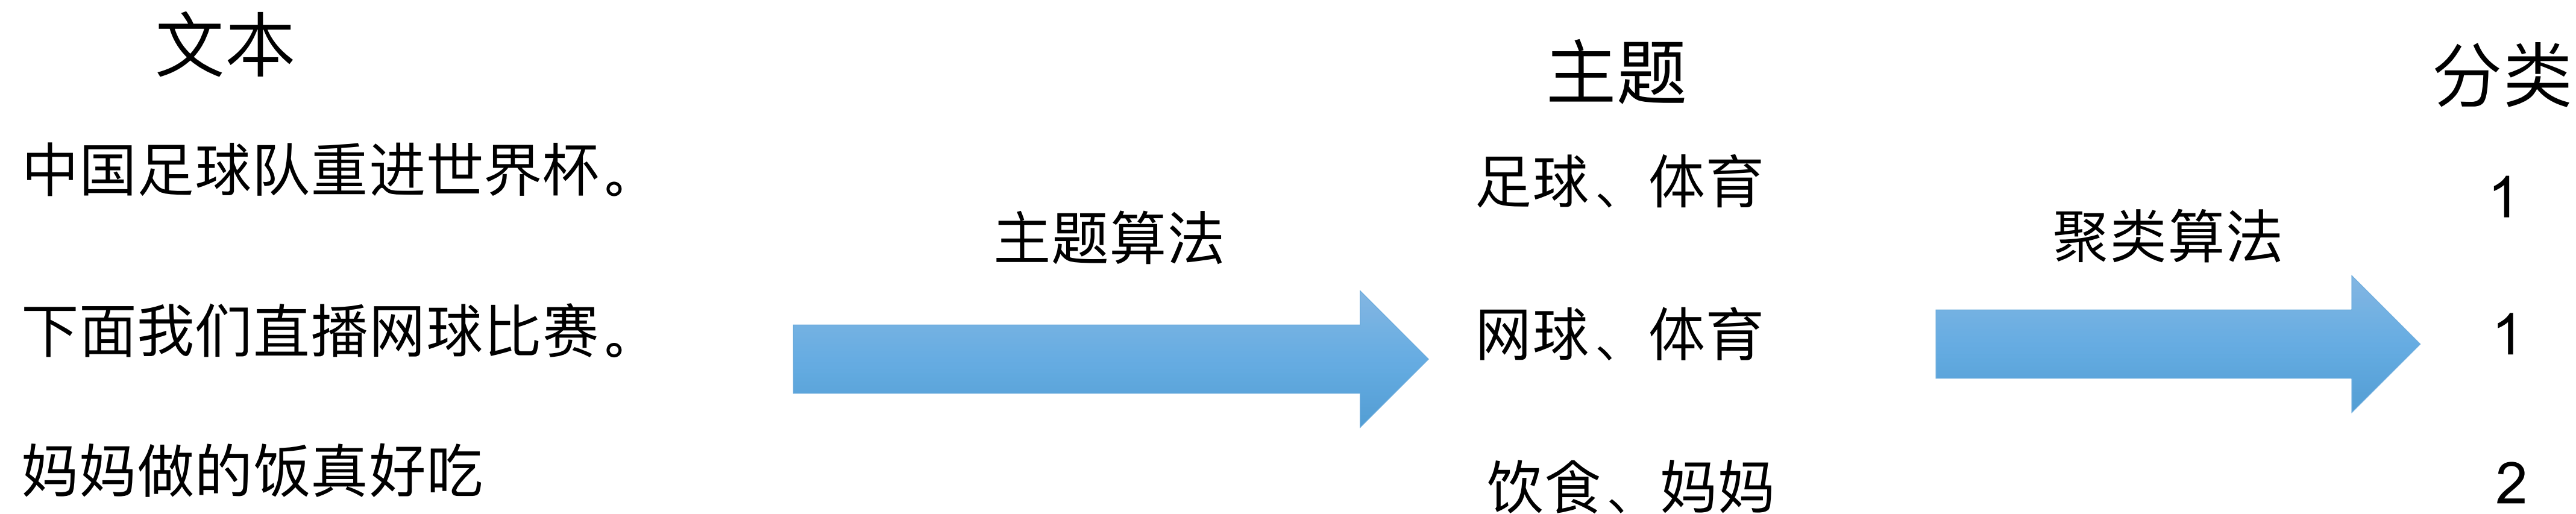 文本
中国足球队重进世界杯。
下面我们直播网球比赛。
妈妈做的饭真好吃
主题算法
主题
足球、体育
网球、体育
饮食、妈妈
聚类算法
分类
1
1
2